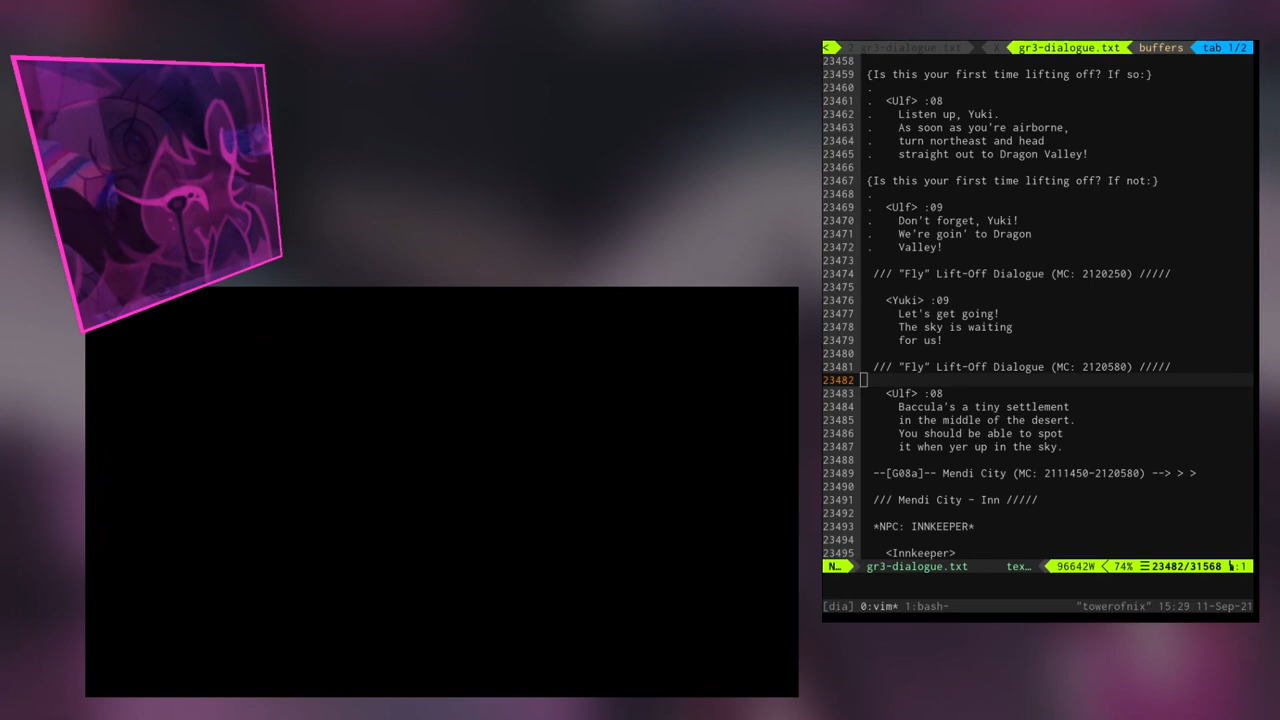 < 2 gr3-dialogue.txt X gr3-dialogue.txt buffers tab 1/2
23458
23459 {Is this your first time lifting off? If so:}
23460 .
23461 . <Ulf> :08
23462 . Listen up, Yuki.
23463 . As soon as you're airborne,
23464 . turn northeast and head
23465 . straight out to Dragon Valley!
23466
23467 {Is this your first time lifting off? If not:}
23468 .
23469 . <Ulf> :09
23470 . Don't forget, Yuki!
23471 . We're goin' to Dragon
23472 . Valley!
23473
23474 /// "Fly" Lift-Off Dialogue (MC: 2120250) /////
23475
23476 <Yuki> :09
23477 Let's get going!
23478 The sky is waiting
23479 for us!
23480
23481 /// "Fly" Lift-Off Dialogue (MC: 2120580) /////
23482
23483 <Ulf> :08
23484 Baccula's a tiny settlement
23485 in the middle of the desert.
23486 You should be able to spot
23487 it when yer up in the sky.
23488
23489 --[G08a]-- Mendi City (MC: 2111450-2120580) --> > >
23490
23491 /// Mendi City - Inn /////
23492
23493 *NPC: INNKEEPER*
23494
23495 <Innkeeper>
N… gr3-dialogue.txt tex… 96642W 74% ☰23482/31568 :1
[dia] 0:vim* 1:bash- "towerofnix" 15:29 11-Sep-21